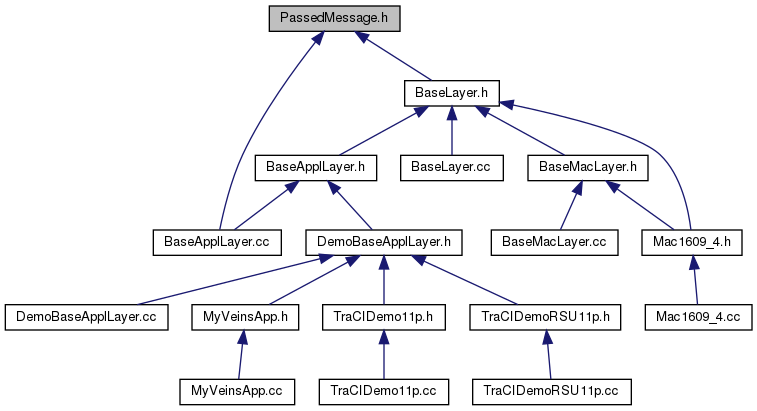 PassedMessage.h
BaseLayer.h
BaseApplLayer.h
BaseLayer.cc
BaseMacLayer.h
BaseApplLayer.cc
DemoBaseApplLayer.h
BaseMacLayer.cc
Mac1609_4.h
DemoBaseApplLayer.cc
MyVeinsApp.h
TraCIDemo11p.h
TraCIDemoRSU11p.h
Mac1609_4.cc
MyVeinsApp.cc
TraCIDemo11p.cc
TraCIDemoRSU11p.cc